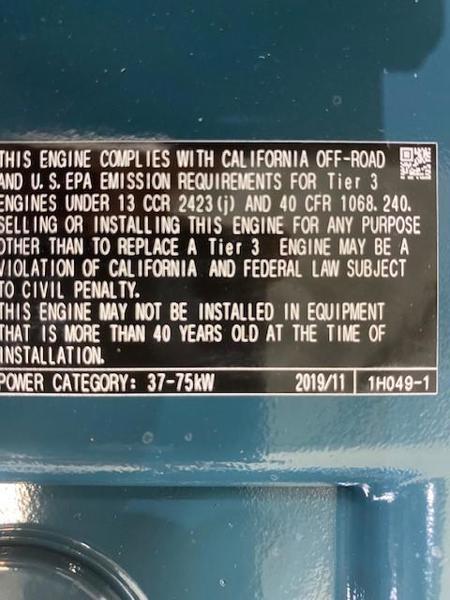 THIS ENGINE COMPLIES WITH CALIFORNIA OFF-ROAD
AND U.S. EPA EMISSION REQUIREMENTS FOR Tier 3
ENGINES UNDER 13 CCR 2423(j) AND 40 CFR 1068.240.
SELLING OR INSTALLING THIS ENGINE FOR ANY PURPOSE
OTHER THAN TO REPLACE A Tier 3 ENGINE MAY BE A
VIOLATION OF CALIFORNIA AND FEDERAL LAW SUBJECT
TO CIVIL PENALTY.
THIS ENGINE MAY NOT BE INSTALLED IN EQUIPMENT
THAT IS MORE THAN 40 YEARS OLD AT THE TIME OF
INSTALLATION.
POWER CATEGORY: 37-75kW 2019/11 1H049-1